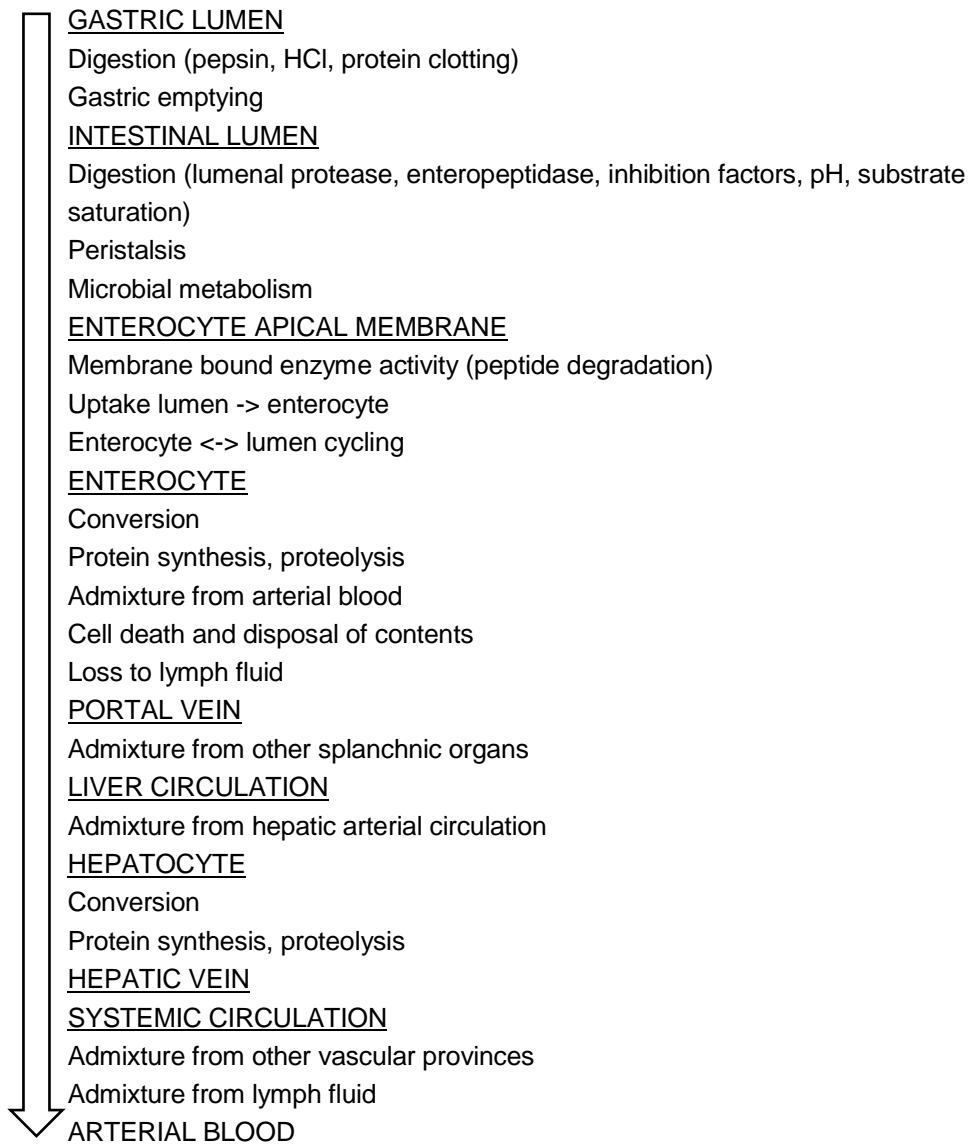 GASTRIC LUMEN
Digestion (pepsin, HCl, protein clotting)
Gastric emptying
INTESTINAL LUMEN
Digestion (lumenal protease, enteropeptidase, inhibition factors, pH, substrate
saturation)
Peristalsis
Microbial metabolism
ENTEROCYTE APICAL MEMBRANE
Membrane bound enzyme activity (peptide degradation)
Uptake lumen -> enterocyte
Enterocyte <-> lumen cycling
ENTEROCYTE
Conversion
Protein synthesis, proteolysis
Admixture from arterial blood
Cell death and disposal of contents
Loss to lymph fluid
PORTAL VEIN
Admixture from other splanchnic organs
LIVER CIRCULATION
Admixture from hepatic arterial circulation
HEPATOCYTE
Conversion
Protein synthesis, proteolysis
HEPATIC VEIN
SYSTEMIC CIRCULATION
Admixture from other vascular provinces
Admixture from lymph fluid
ARTERIAL BLOOD